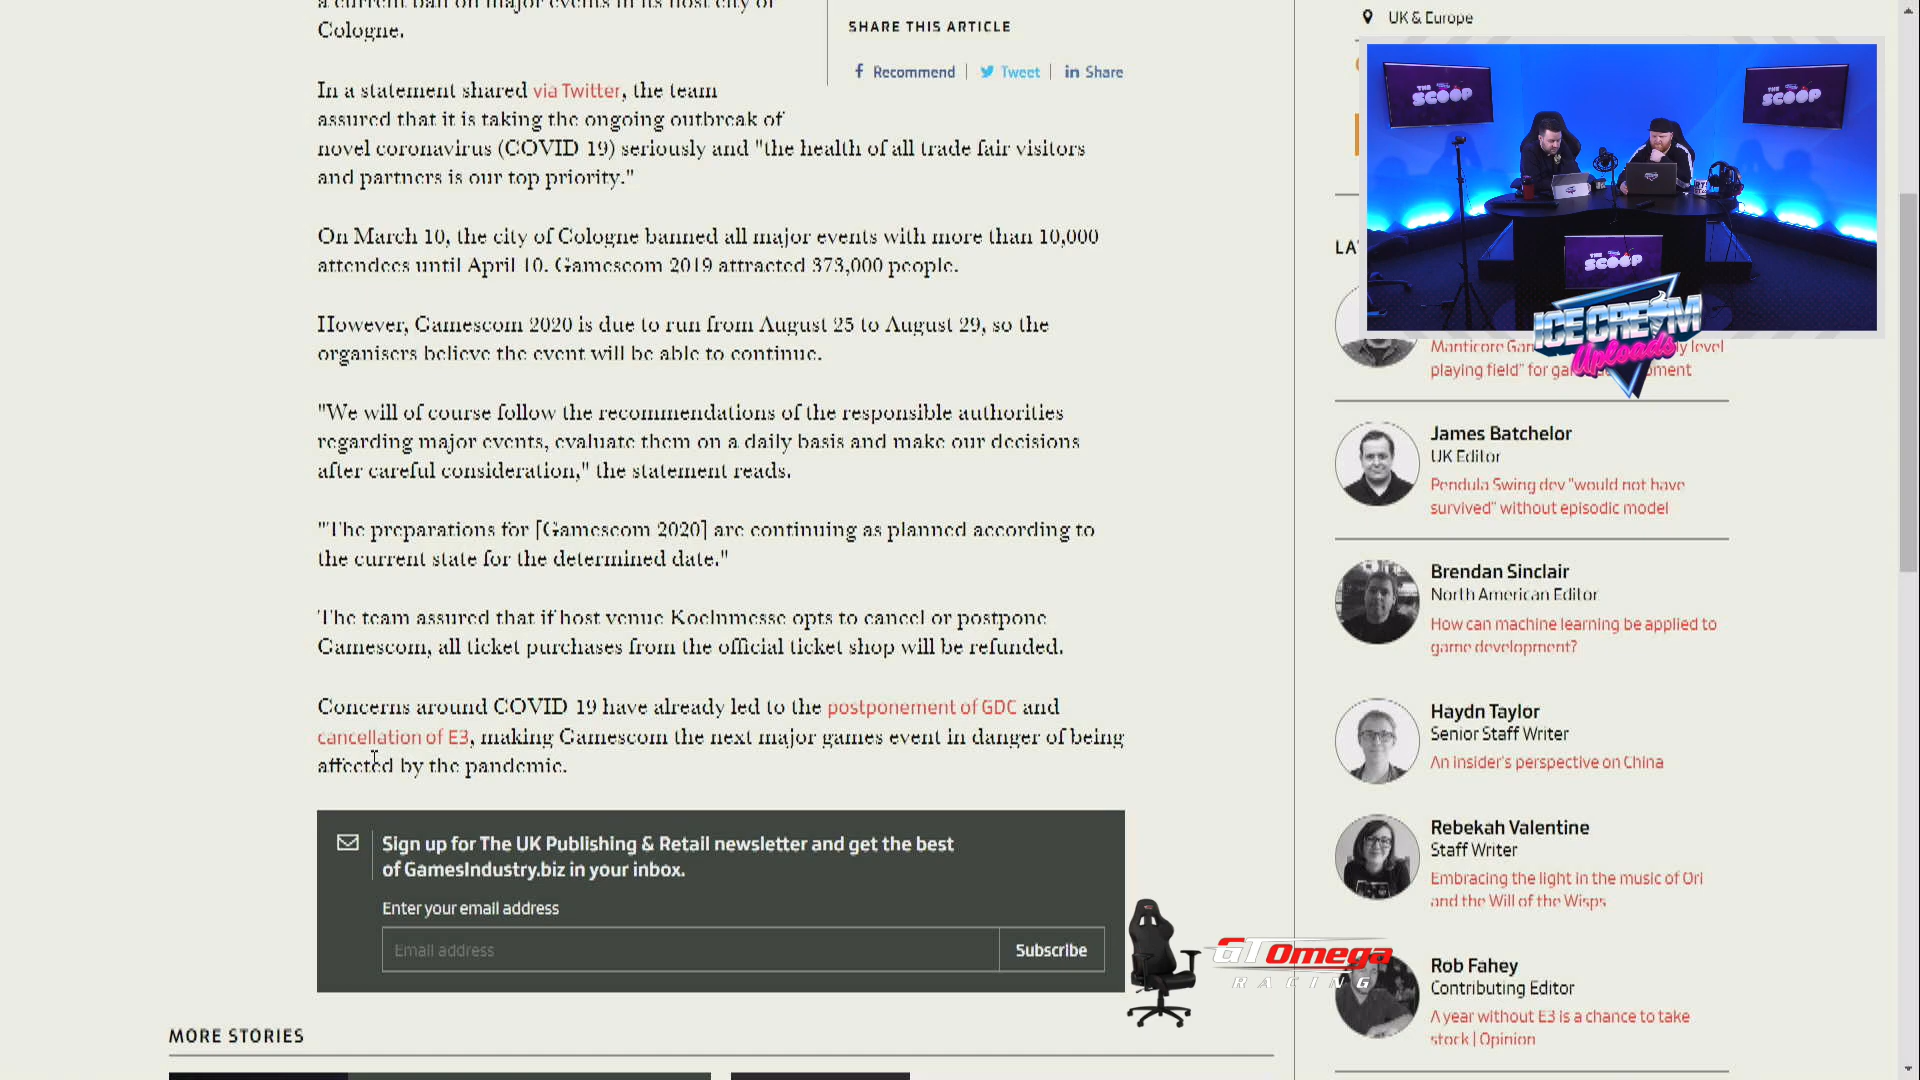 a current ban on major events in its host city of
Cologne.
SHARE THIS ARTICLE
Recommend
Tweet
in Share
In a statement shared via Twitter, the team
assured that it is taking the ongoing outbreak of
novel coronavirus (COVID 19) seriously and "the health of all trade fair visitors
and partners is our top priority."
On March 10, the city of Cologne banned all major events with more than 10,000
attendees until April 10. Gamescom 2019 attracted 373,000 people.
However, Gamescom 2020 is due to run from August 25 to August 29, so the
organisers believe the event will be able to continue.
"We will of course follow the recommendations of the responsible authorities
regarding major events, evaluate them on a daily basis and make our decisions
after careful consideration," the statement reads.
"The preparations for [Gamescom 2020] are continuing as planned according to
the current state for the determined date."
The team assured that if host venue Koelnmesse opts to cancel or postpone
Gamescom, all ticket purchases from the official ticket shop will be refunded.
Concerns around COVID 19 have already led to the postponement of GDC and
cancellation of E3, making Gamescom the next major games event in danger of being
affected by the pandemic.
Sign up for The UK Publishing & Retail newsletter and get the best
of GamesIndustry.biz in your inbox.
Enter your email address
Email address
Subscribe
MORE STORIES
UK & Europe
THE SCOOP
THE SCOOP
THE SCOOP
ICE CREAM
Uploads
LA
Manticore Gam
y level
playing field" for ga
pment
James Batchelor
UK Editor
Pendula Swing dev "would not have
survived" without episodic model
Brendan Sinclair
North American Editor
How can machine learning be applied to
game development?
Haydn Taylor
Senior Staff Writer
An insider's perspective on China
Rebekah Valentine
Staff Writer
Embracing the light in the music of Ori
and the Will of the Wisps
GT Omega
RACING
Rob Fahey
Contributing Editor
A year without E3 is a chance to take
stock | Opinion